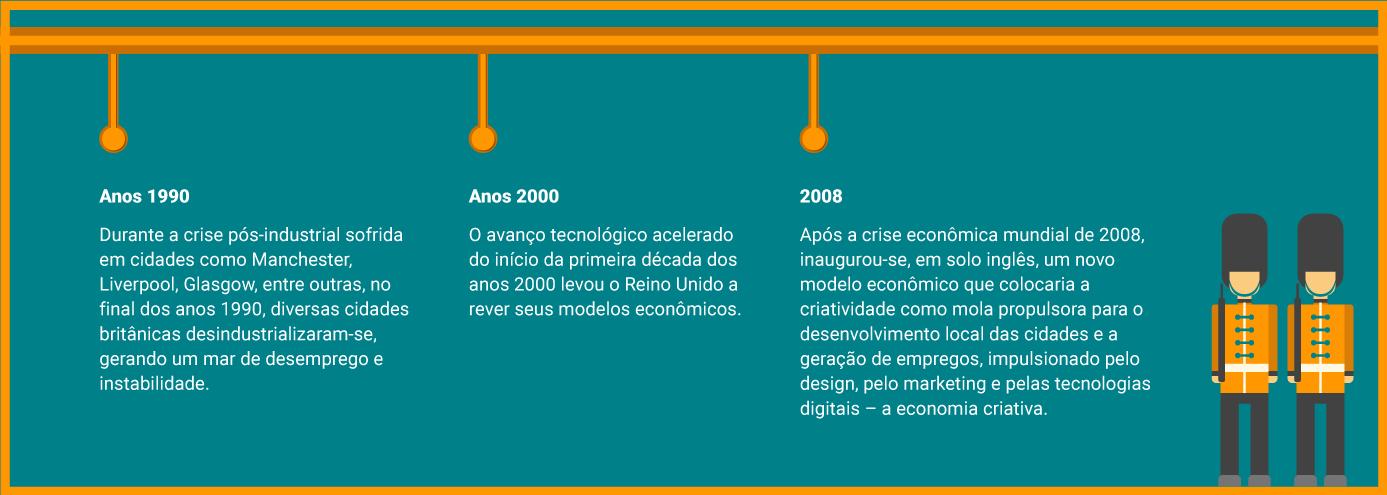 Anos 1990
Durante a crise pós-industrial sofrida
em cidades como Manchester,
Liverpool, Glasgow, entre outras, no
final dos anos 1990, diversas cidades
britânicas desindustrializaram-se,
gerando um mar de desemprego e
instabilidade.
Anos 2000
O avanço tecnológico acelerado
do início da primeira década dos
anos 2000 levou o Reino Unido a
rever seus modelos econômicos.
2008
Após a crise econômica mundial de 2008,
inaugurou-se, em solo inglês, um novo
modelo econômico que colocaria a
criatividade como mola propulsora para o
desenvolvimento local das cidades e a
geração de empregos, impulsionado pelo
design, pelo marketing e pelas tecnologias
digitais – a economia criativa.